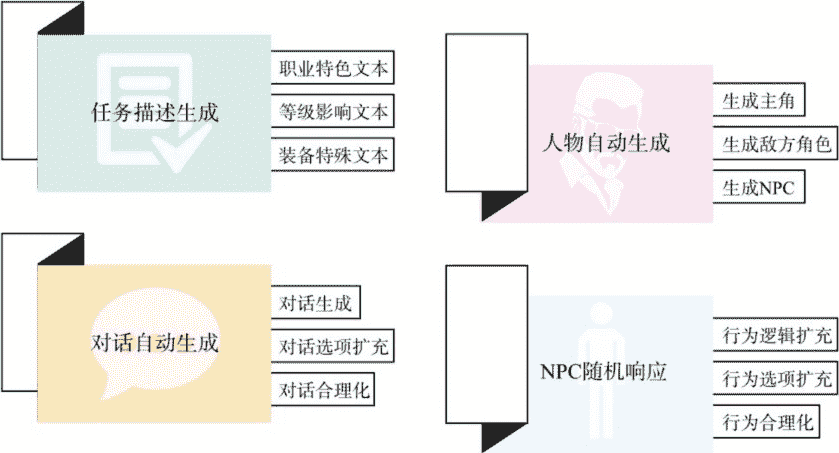 任务描述生成
职业特色文本
等级影响文本
装备特殊文本
人物自动生成
生成主角
生成敌方角色
生成NPC
对话自动生成
对话生成
对话选项扩充
对话合理化
NPC随机响应
行为逻辑扩充
行为选项扩充
行为合理化